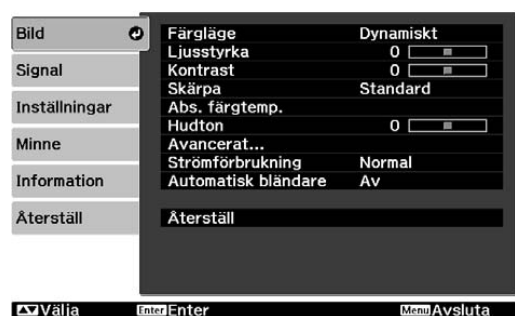 Bild
Signal
Inställningar
Minne
Information
Återställ
Färgläge Dynamiskt
Ljusstyrka 0
Kontrast 0
Skärpa Standard
Abs. färgtemp.
Hudton 0
Avancerat...
Strömförbrukning Normal
Automatisk bländare Av
Återställ
Välja Enter Enter Menu Avsluta